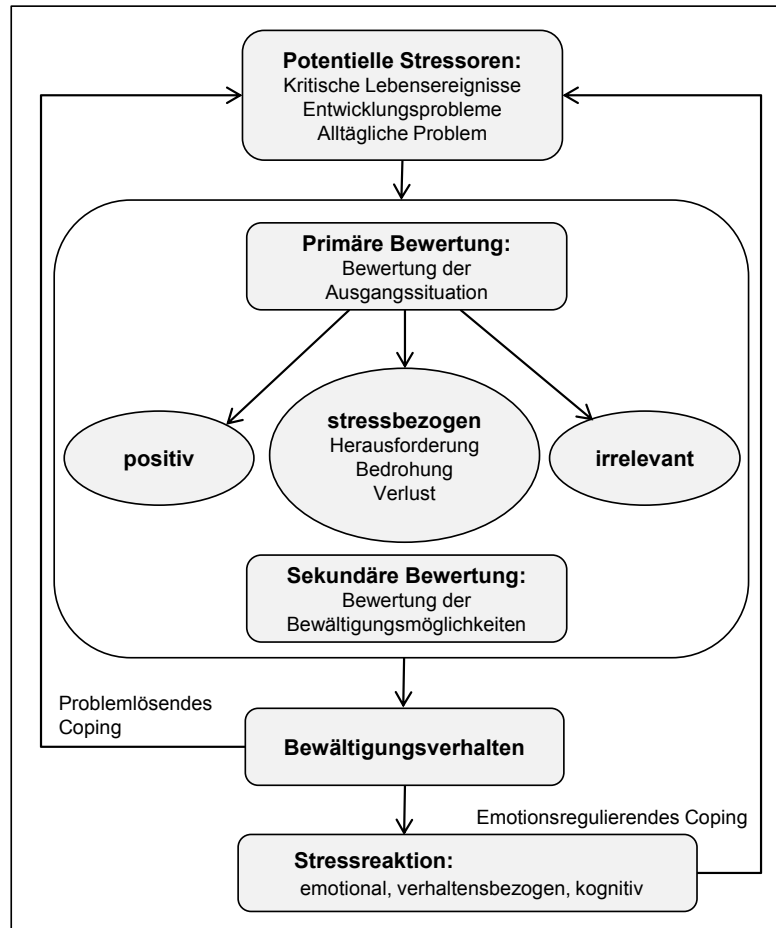 Potentielle Stressoren:
Kritische Lebensereignisse
Entwicklungsprobleme
Alltägliche Problem
Primäre Bewertung:
Bewertung der
Ausgangssituation
positiv
stressbezogen
Herausforderung
Bedrohung
Verlust
irrelevant
Sekundäre Bewertung:
Bewertung der
Bewältigungsmöglichkeiten
Problemlösendes
Coping
Bewältigungsverhalten
Emotionsregulierendes Coping
Stressreaktion:
emotional, verhaltensbezogen, kognitiv